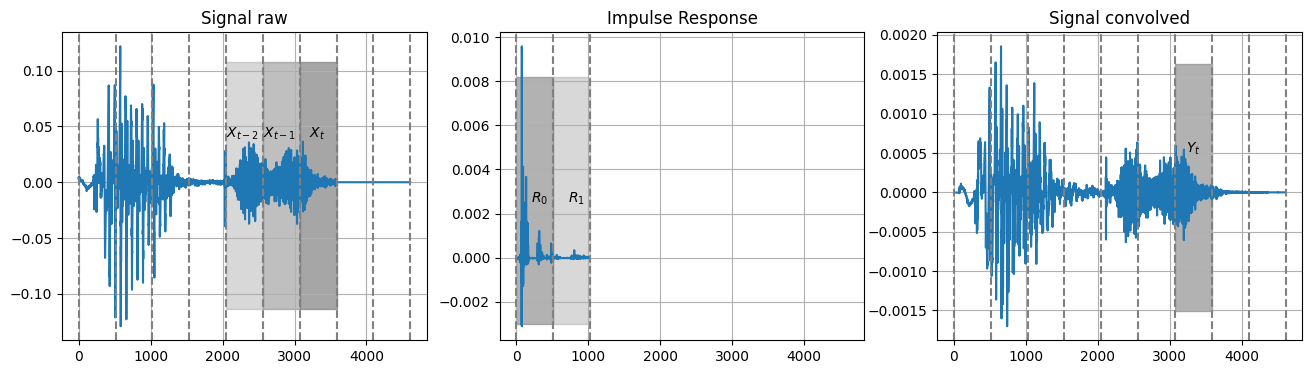 Signal raw
0.10
0.05
0.00
−0.05
−0.10
X_{t−2} X_{t−1} X_t
0 1000 2000 3000 4000
Impulse Response
0.010
0.008
0.006
0.004
0.002
0.000
−0.002
R_0 R_1
0 1000 2000 3000 4000
Signal convolved
0.0020
0.0015
0.0010
0.0005
0.0000
−0.0005
−0.0010
−0.0015
Y_t
0 1000 2000 3000 4000